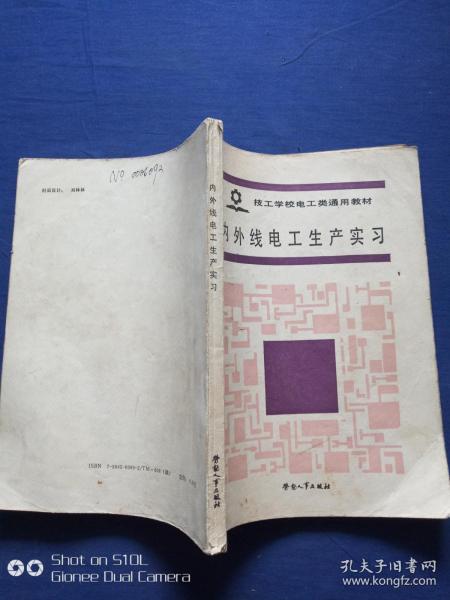 封面设计： 
No 0006092
内外线电工生产实习
劳动人事出版社
技工学校电工类通用教材
内外线电工生产实习
劳动人事出版社
Shot on S10L
Gionee Dual Camera
孔夫子旧书网
www.kongfz.com